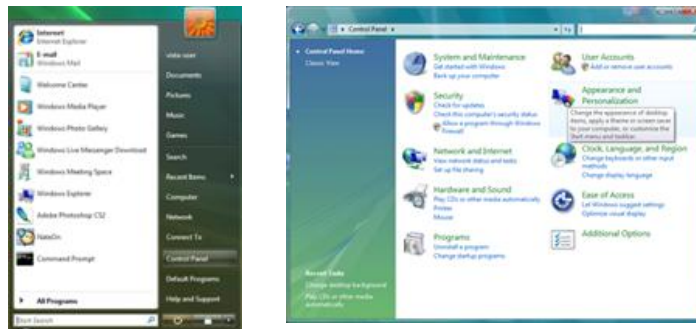 Internet
Internet Explorer
E-mail
Windows Mail
Welcome Center
Windows Media Player
Windows Photo Gallery
Windows Live Messenger Download
Windows Meeting Space
Windows Explorer
Adobe Photoshop CS2
NateOn
Command Prompt
All Programs
Start Search
vista user
Documents
Pictures
Music
Games
Search
Recent Items
Computer
Network
Connect To
Control Panel
Default Programs
Help and Support
Control Panel
Control Panel Home
Classic View
System and Maintenance
Get started with Windows
Back up your computer
Security
Check for updates
Check this computer's security status
Allow a program through Windows
Firewall
Network and Internet
View network status and tasks
Set up file sharing
Hardware and Sound
Play CDs or other media automatically
Printer
Mouse
Programs
Uninstall a program
Change startup programs
User Accounts
Add or remove user accounts
Appearance and
Personalization
Change the appearance of desktop
items, apply a theme or screen saver
to your computer, or customize the
Start menu and taskbar.
Clock, Language, and Region
Change keyboards or other input
methods
Change display language
Ease of Access
Let Windows suggest settings
Optimize visual display
Additional Options
Recent Tasks
Change desktop background
Play CDs or other media
automatically